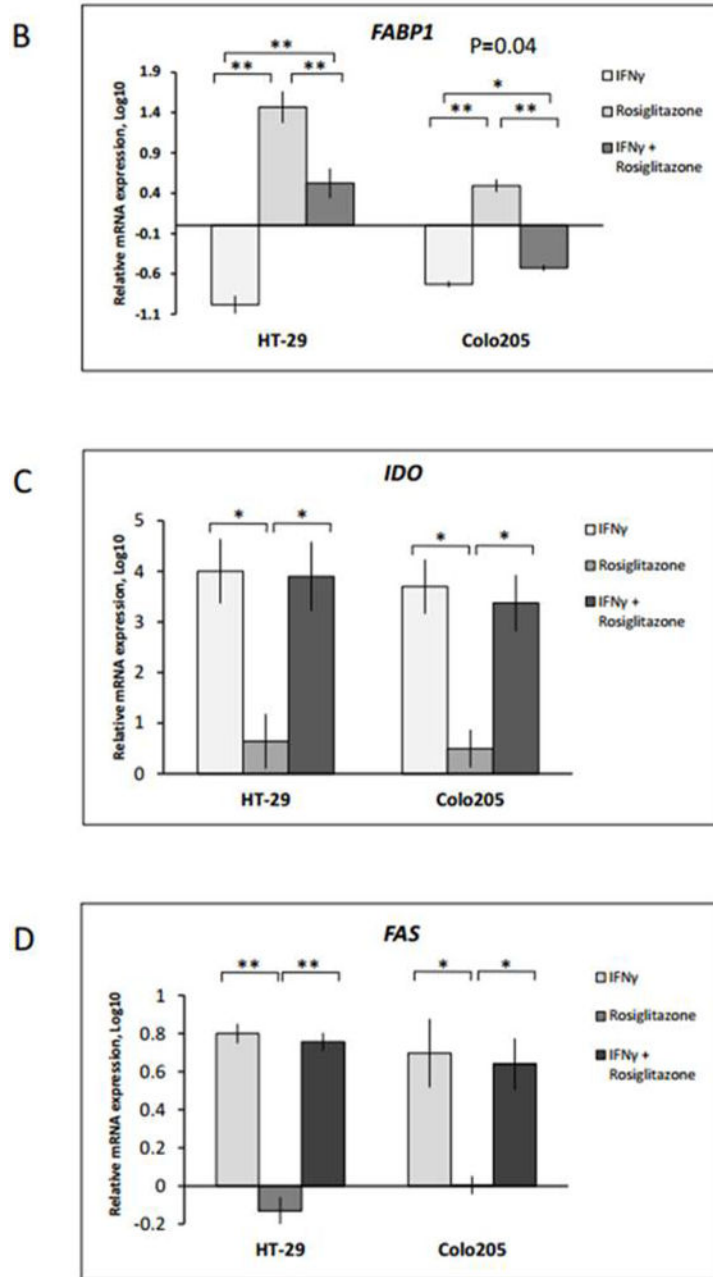 B
FABP1
P=0.04
** ** ** * ** **
Relative mRNA expression, Log10
1.9
1.4
0.9
0.4
-0.1
-0.6
-1.1
HT-29 Colo205
IFNγ
Rosiglitazone
IFNγ +
Rosiglitazone
C
IDO
* * * *
Relative mRNA expression, Log10
5
4
3
2
1
0
HT-29 Colo205
IFNγ
Rosiglitazone
IFNγ +
Rosiglitazone
D
FAS
** ** * *
Relative mRNA expression, Log10
1
0.8
0.6
0.4
0.2
0
-0.2
HT-29 Colo205
IFNγ
Rosiglitazone
IFNγ +
Rosiglitazone